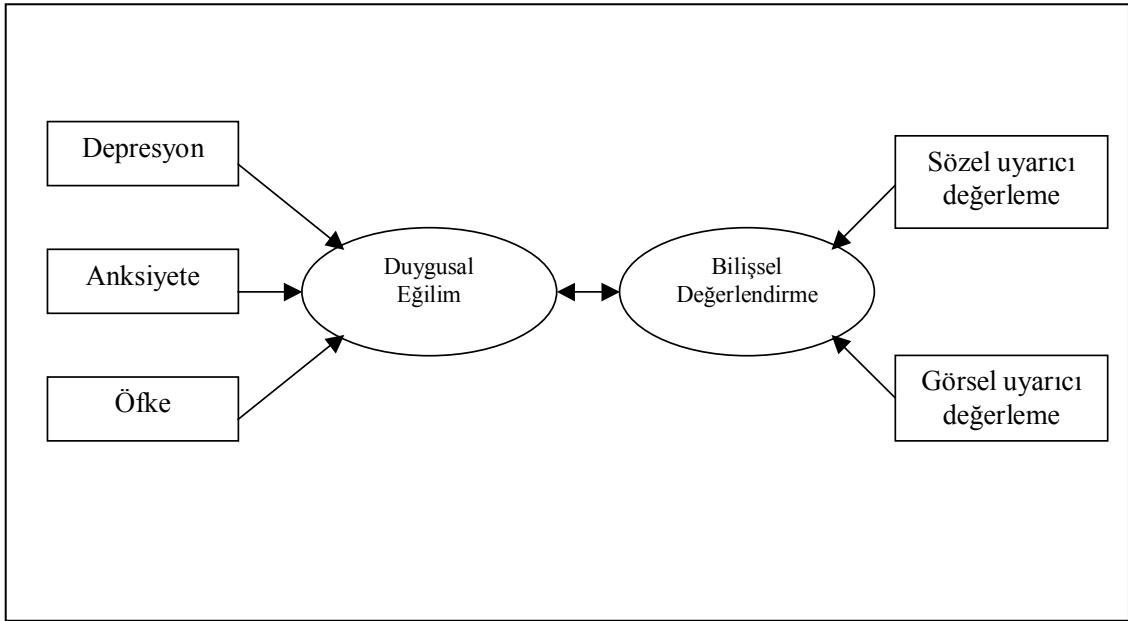 Depresyon
Anksiyete
Öfke
Duygusal
Eğilim
Bilişsel
Değerlendirme
Sözel uyarıcı
değerleme
Görsel uyarıcı
değerleme